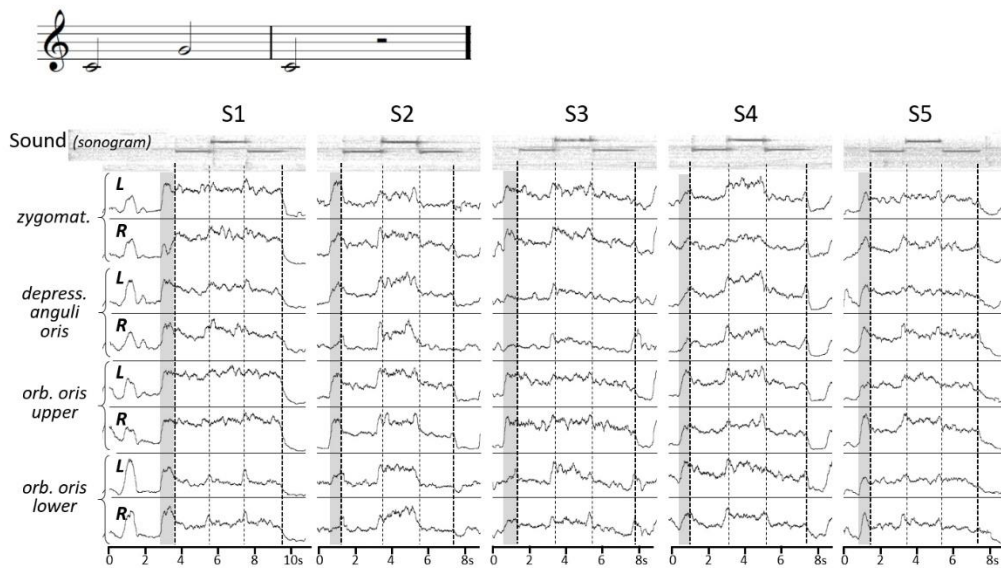 S1 S2 S3 S4 S5
Sound (sonogram)
L
zygomat.
R
L
depress.
anguli
oris
R
L
orb. oris
upper
R
L
orb. oris
lower
R
0 2 4 6 8 10s 0 2 4 6 8s 0 2 4 6 8s 0 2 4 6 8s 0 2 4 6 8s